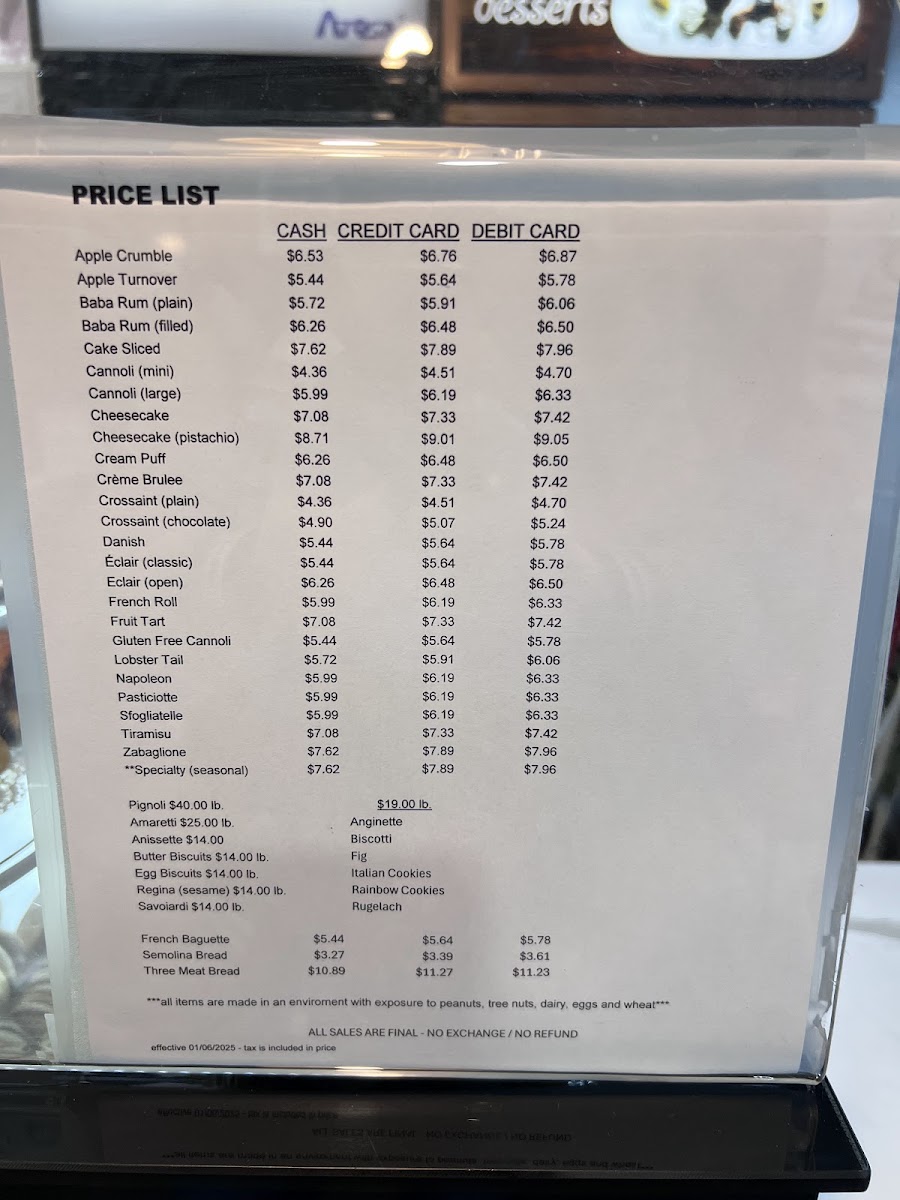 desserts
PRICE LIST
CASH CREDIT CARD DEBIT CARD
Apple Crumble $6.53 $6.76 $6.87
Apple Turnover $5.44 $5.64 $5.78
Baba Rum (plain) $5.72 $5.91 $6.06
Baba Rum (filled) $6.26 $6.48 $6.50
Cake Sliced $7.62 $7.89 $7.96
Cannoli (mini) $4.36 $4.51 $4.70
Cannoli (large) $5.99 $6.19 $6.33
Cheesecake $7.08 $7.33 $7.42
Cheesecake (pistachio) $8.71 $9.01 $9.05
Cream Puff $6.26 $6.48 $6.50
Crème Brulee $7.08 $7.33 $7.42
Crossaint (plain) $4.36 $4.51 $4.70
Crossaint (chocolate) $4.90 $5.07 $5.24
Danish $5.44 $5.64 $5.78
Éclair (classic) $5.44 $5.64 $5.78
Eclair (open) $6.26 $6.48 $6.50
French Roll $5.99 $6.19 $6.33
Fruit Tart $7.08 $7.33 $7.42
Gluten Free Cannoli $5.44 $5.64 $5.78
Lobster Tail $5.72 $5.91 $6.06
Napoleon $5.99 $6.19 $6.33
Pasticiotte $5.99 $6.19 $6.33
Sfogliatelle $5.99 $6.19 $6.33
Tiramisu $7.08 $7.33 $7.42
Zabaglione $7.62 $7.89 $7.96
**Specialty (seasonal) $7.62 $7.89 $7.96
Pignoli $40.00 lb. $19.00 lb.
Amaretti $25.00 lb. Anginette
Anissette $14.00 Biscotti
Butter Biscuits $14.00 lb. Fig
Egg Biscuits $14.00 lb. Italian Cookies
Regina (sesame) $14.00 lb. Rainbow Cookies
Savoiardi $14.00 lb. Rugelach
French Baguette $5.44 $5.64 $5.78
Semolina Bread $3.27 $3.39 $3.61
Three Meat Bread $10.89 $11.27 $11.23
***all items are made in an enviroment with exposure to peanuts, tree nuts, dairy, eggs and wheat***
ALL SALES ARE FINAL - NO EXCHANGE / NO REFUND
effective 01/06/2025 - tax is included in price